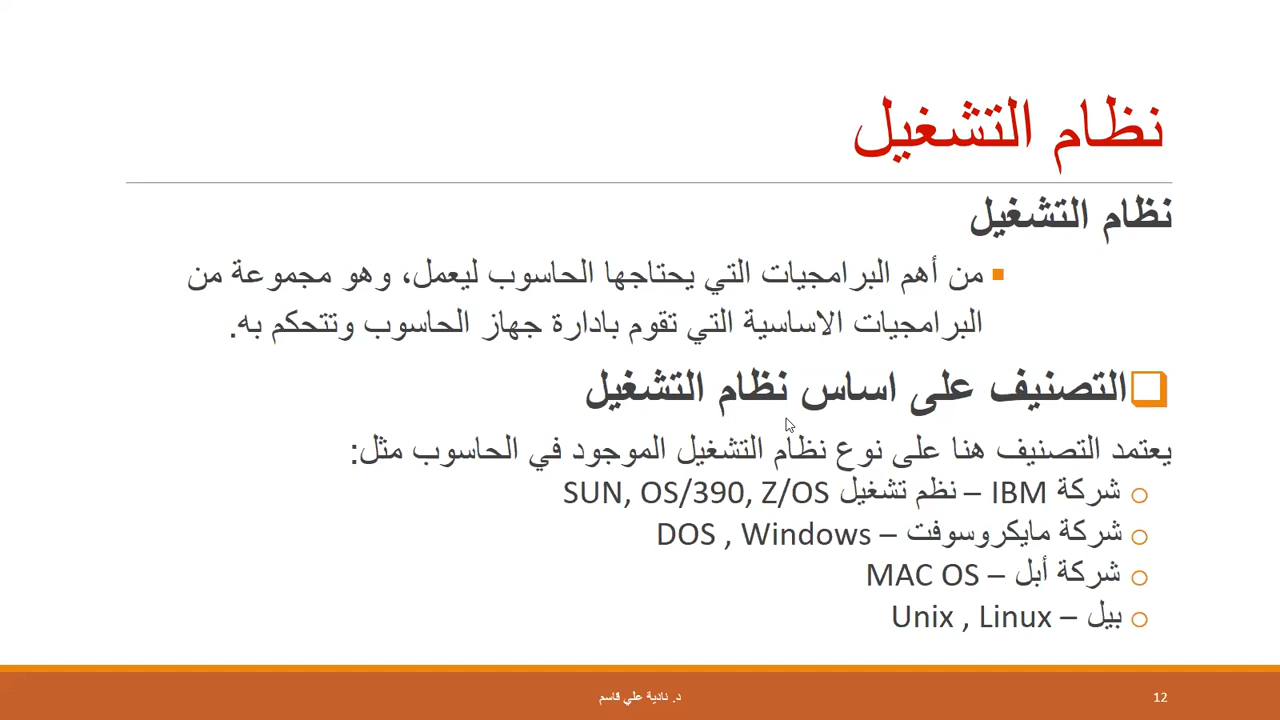 نظام التشغيل
نظام التشغيل
من أهم البرامجيات التي يحتاجها الحاسوب ليعمل، وهو مجموعة من
البرامجيات الاساسية التي تقوم بادارة جهاز الحاسوب وتتحكم به.
التصنيف على اساس نظام التشغيل
يعتمد التصنيف هنا على نوع نظام التشغيل الموجود في الحاسوب مثل:
شركة IBM – نظم تشغيل SUN, OS/390, Z/OS
شركة مايكروسوفت – DOS , Windows
شركة أبل – MAC OS
بيل – Unix , Linux
د. نادية علي قاسم
12